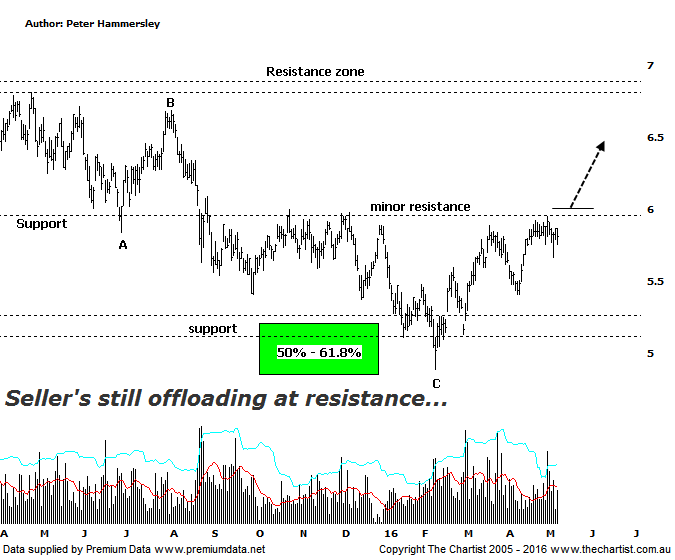 Author: Peter Hammersley
7
Resistance zone
B
6.5
minor resistance
6
Support
A
5.5
support
50% - 61.8%
5
C
Seller's still offloading at resistance...
A M J J A S O N D 16 F M A M J J
Data supplied by Premium Data www.premiumdata.net
Copyright The Chartist 2005 - 2016 www.thechartist.com.au